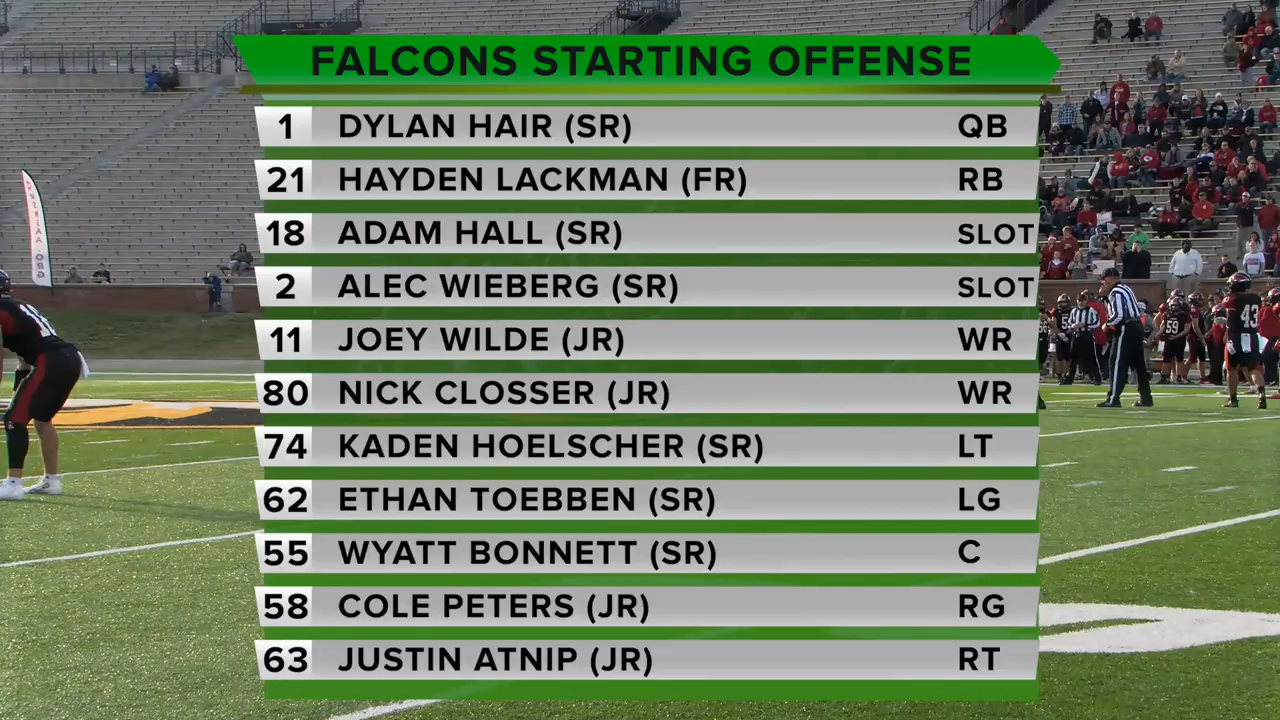 FALCONS STARTING OFFENSE
1 DYLAN HAIR (SR) QB
21 HAYDEN LACKMAN (FR) RB
18 ADAM HALL (SR) SLOT
2 ALEC WIEBERG (SR) SLOT
11 JOEY WILDE (JR) WR
80 NICK CLOSSER (JR) WR
74 KADEN HOELSCHER (SR) LT
62 ETHAN TOEBBEN (SR) LG
55 WYATT BONNETT (SR) C
58 COLE PETERS (JR) RG
63 JUSTIN ATNIP (JR) RT
43
59